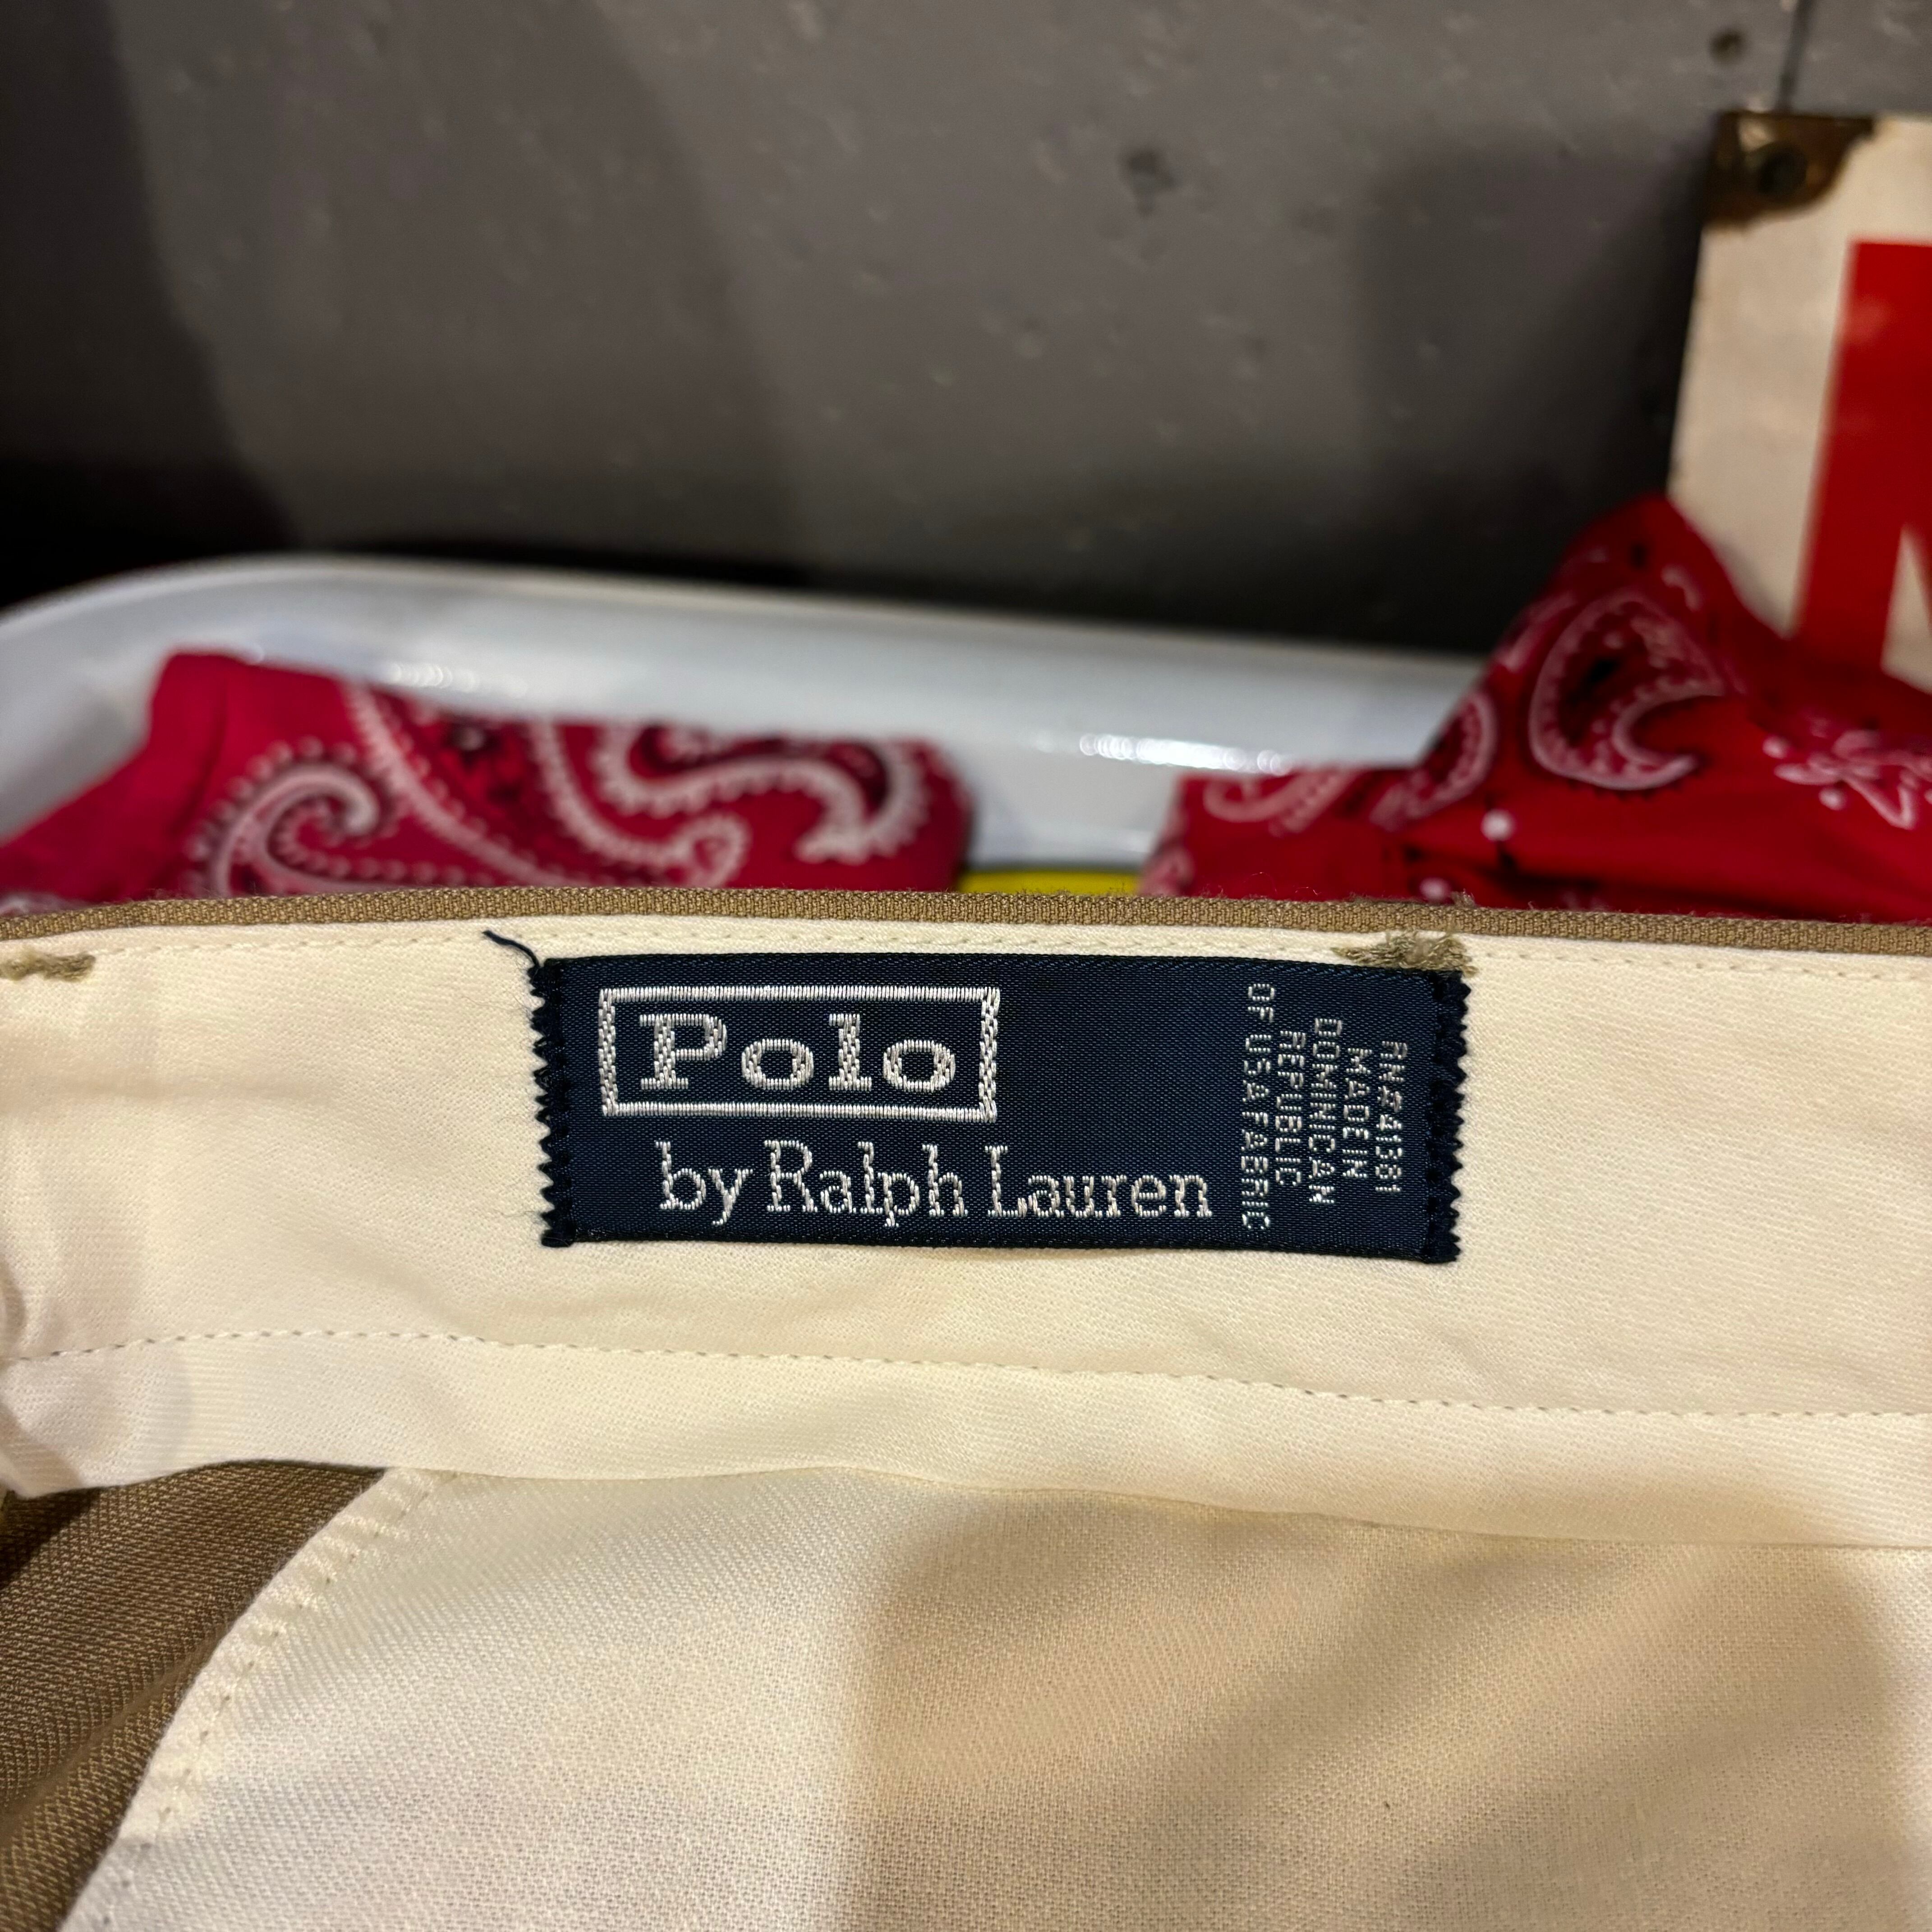 Polo
by Ralph Lauren
RN#41381
MADE IN
DOMINICAN
REPUBLIC
OF USA FABRIC